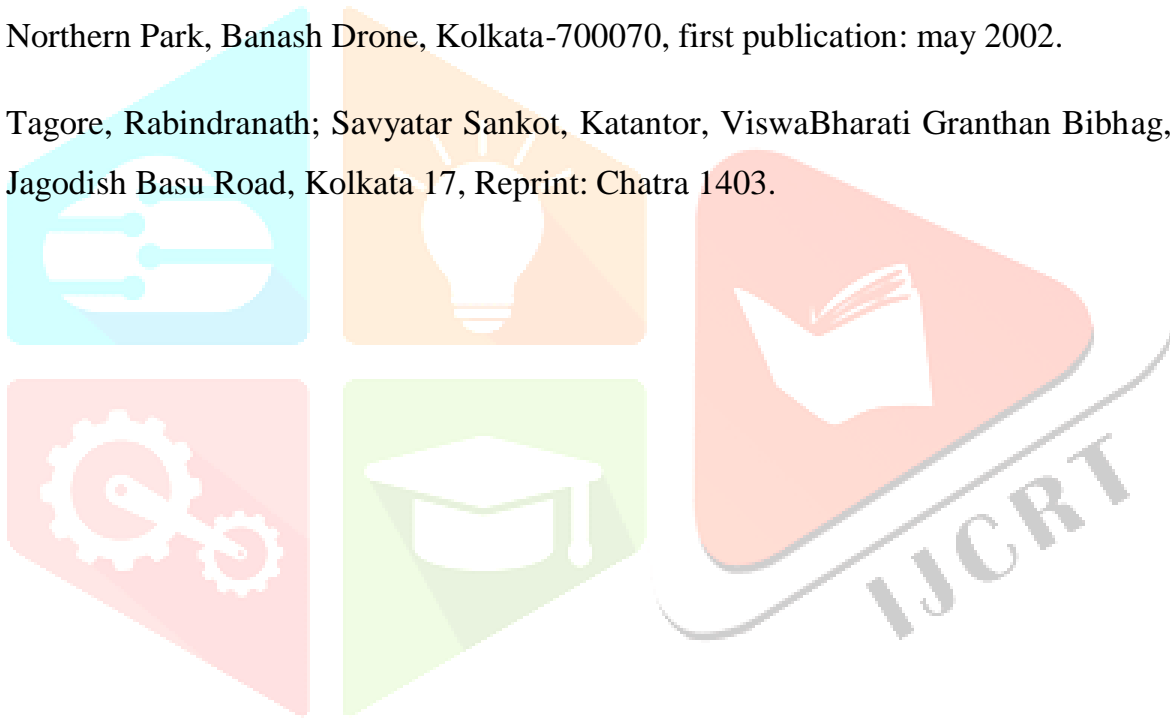 Northern Park, Banash Drone, Kolkata-700070, first publication: may 2002.
Tagore, Rabindranath; Savyatar Sankot, Katantor, ViswaBharati Granthan Bibhag,
Jagodish Basu Road, Kolkata 17, Reprint: Chatra 1403.
IJCRT